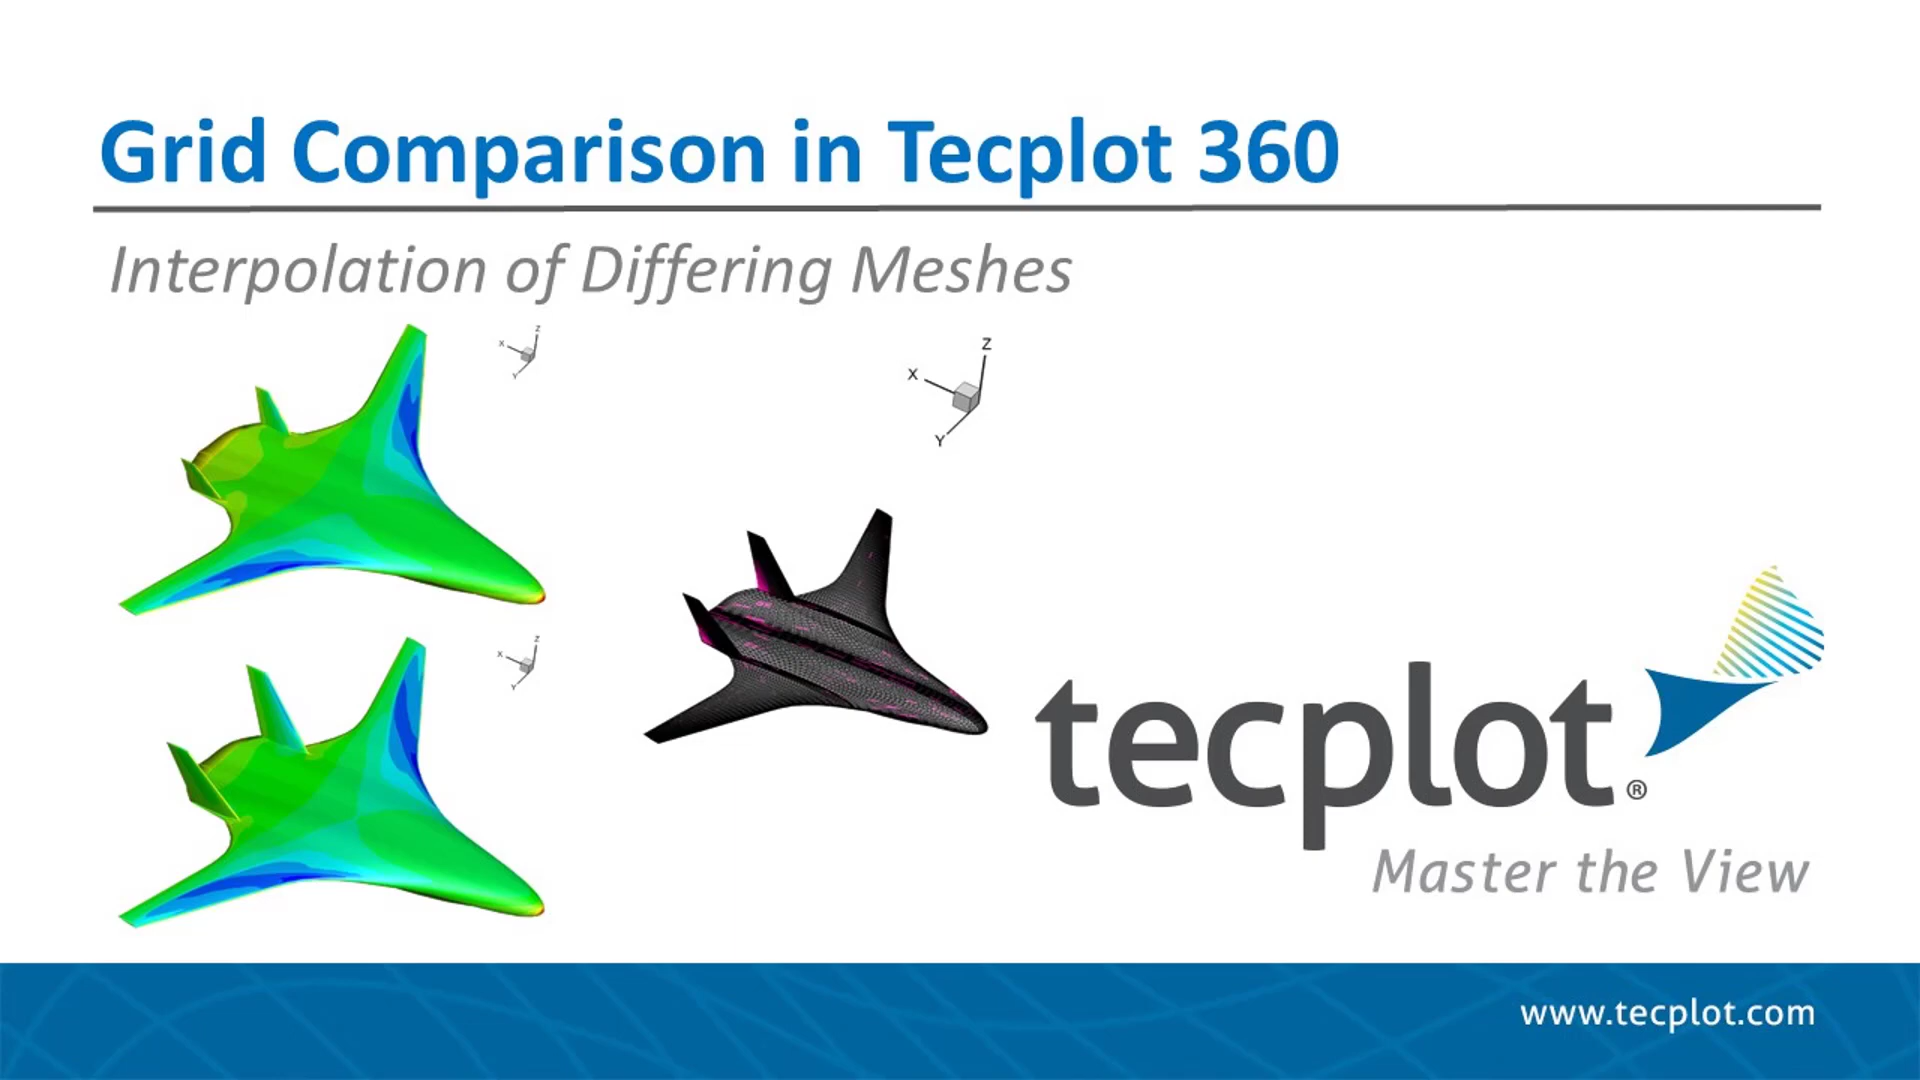 Grid Comparison in Tecplot 360
Interpolation of Differing Meshes
Z
X
Y
Z
X
Y
Z
X
Y
tecplot®
Master the View
www.tecplot.com